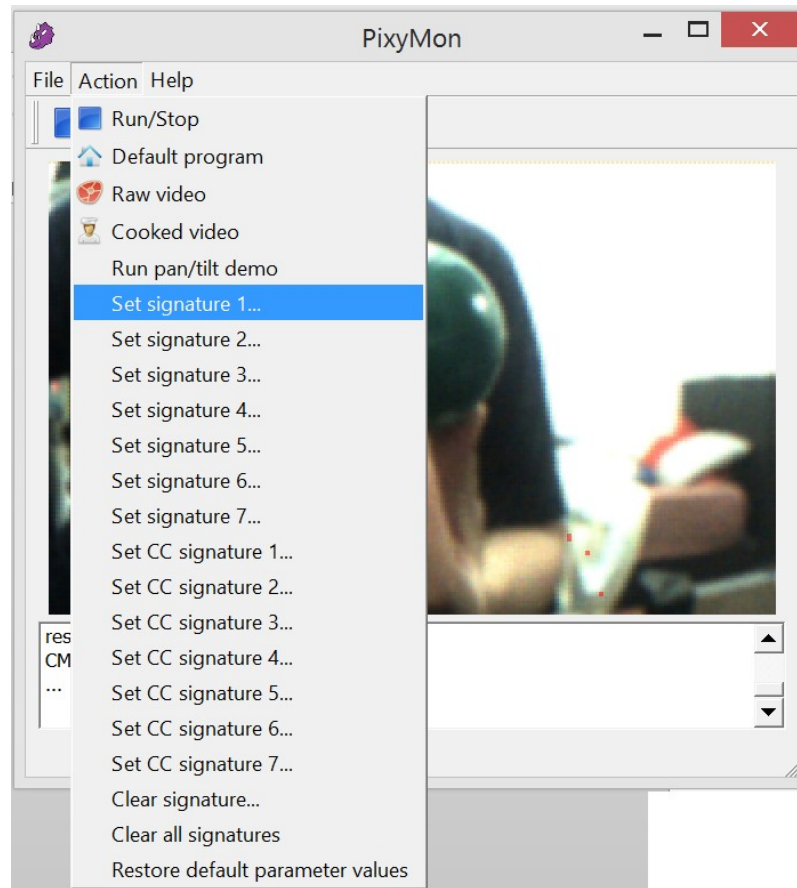 PixyMon
File Action Help
Run/Stop
Default program
Raw video
Cooked video
Run pan/tilt demo
Set signature 1...
Set signature 2...
Set signature 3...
Set signature 4...
Set signature 5...
Set signature 6...
Set signature 7...
Set CC signature 1...
Set CC signature 2...
Set CC signature 3...
Set CC signature 4...
Set CC signature 5...
Set CC signature 6...
Set CC signature 7...
Clear signature...
Clear all signatures
Restore default parameter values
res
CM
...